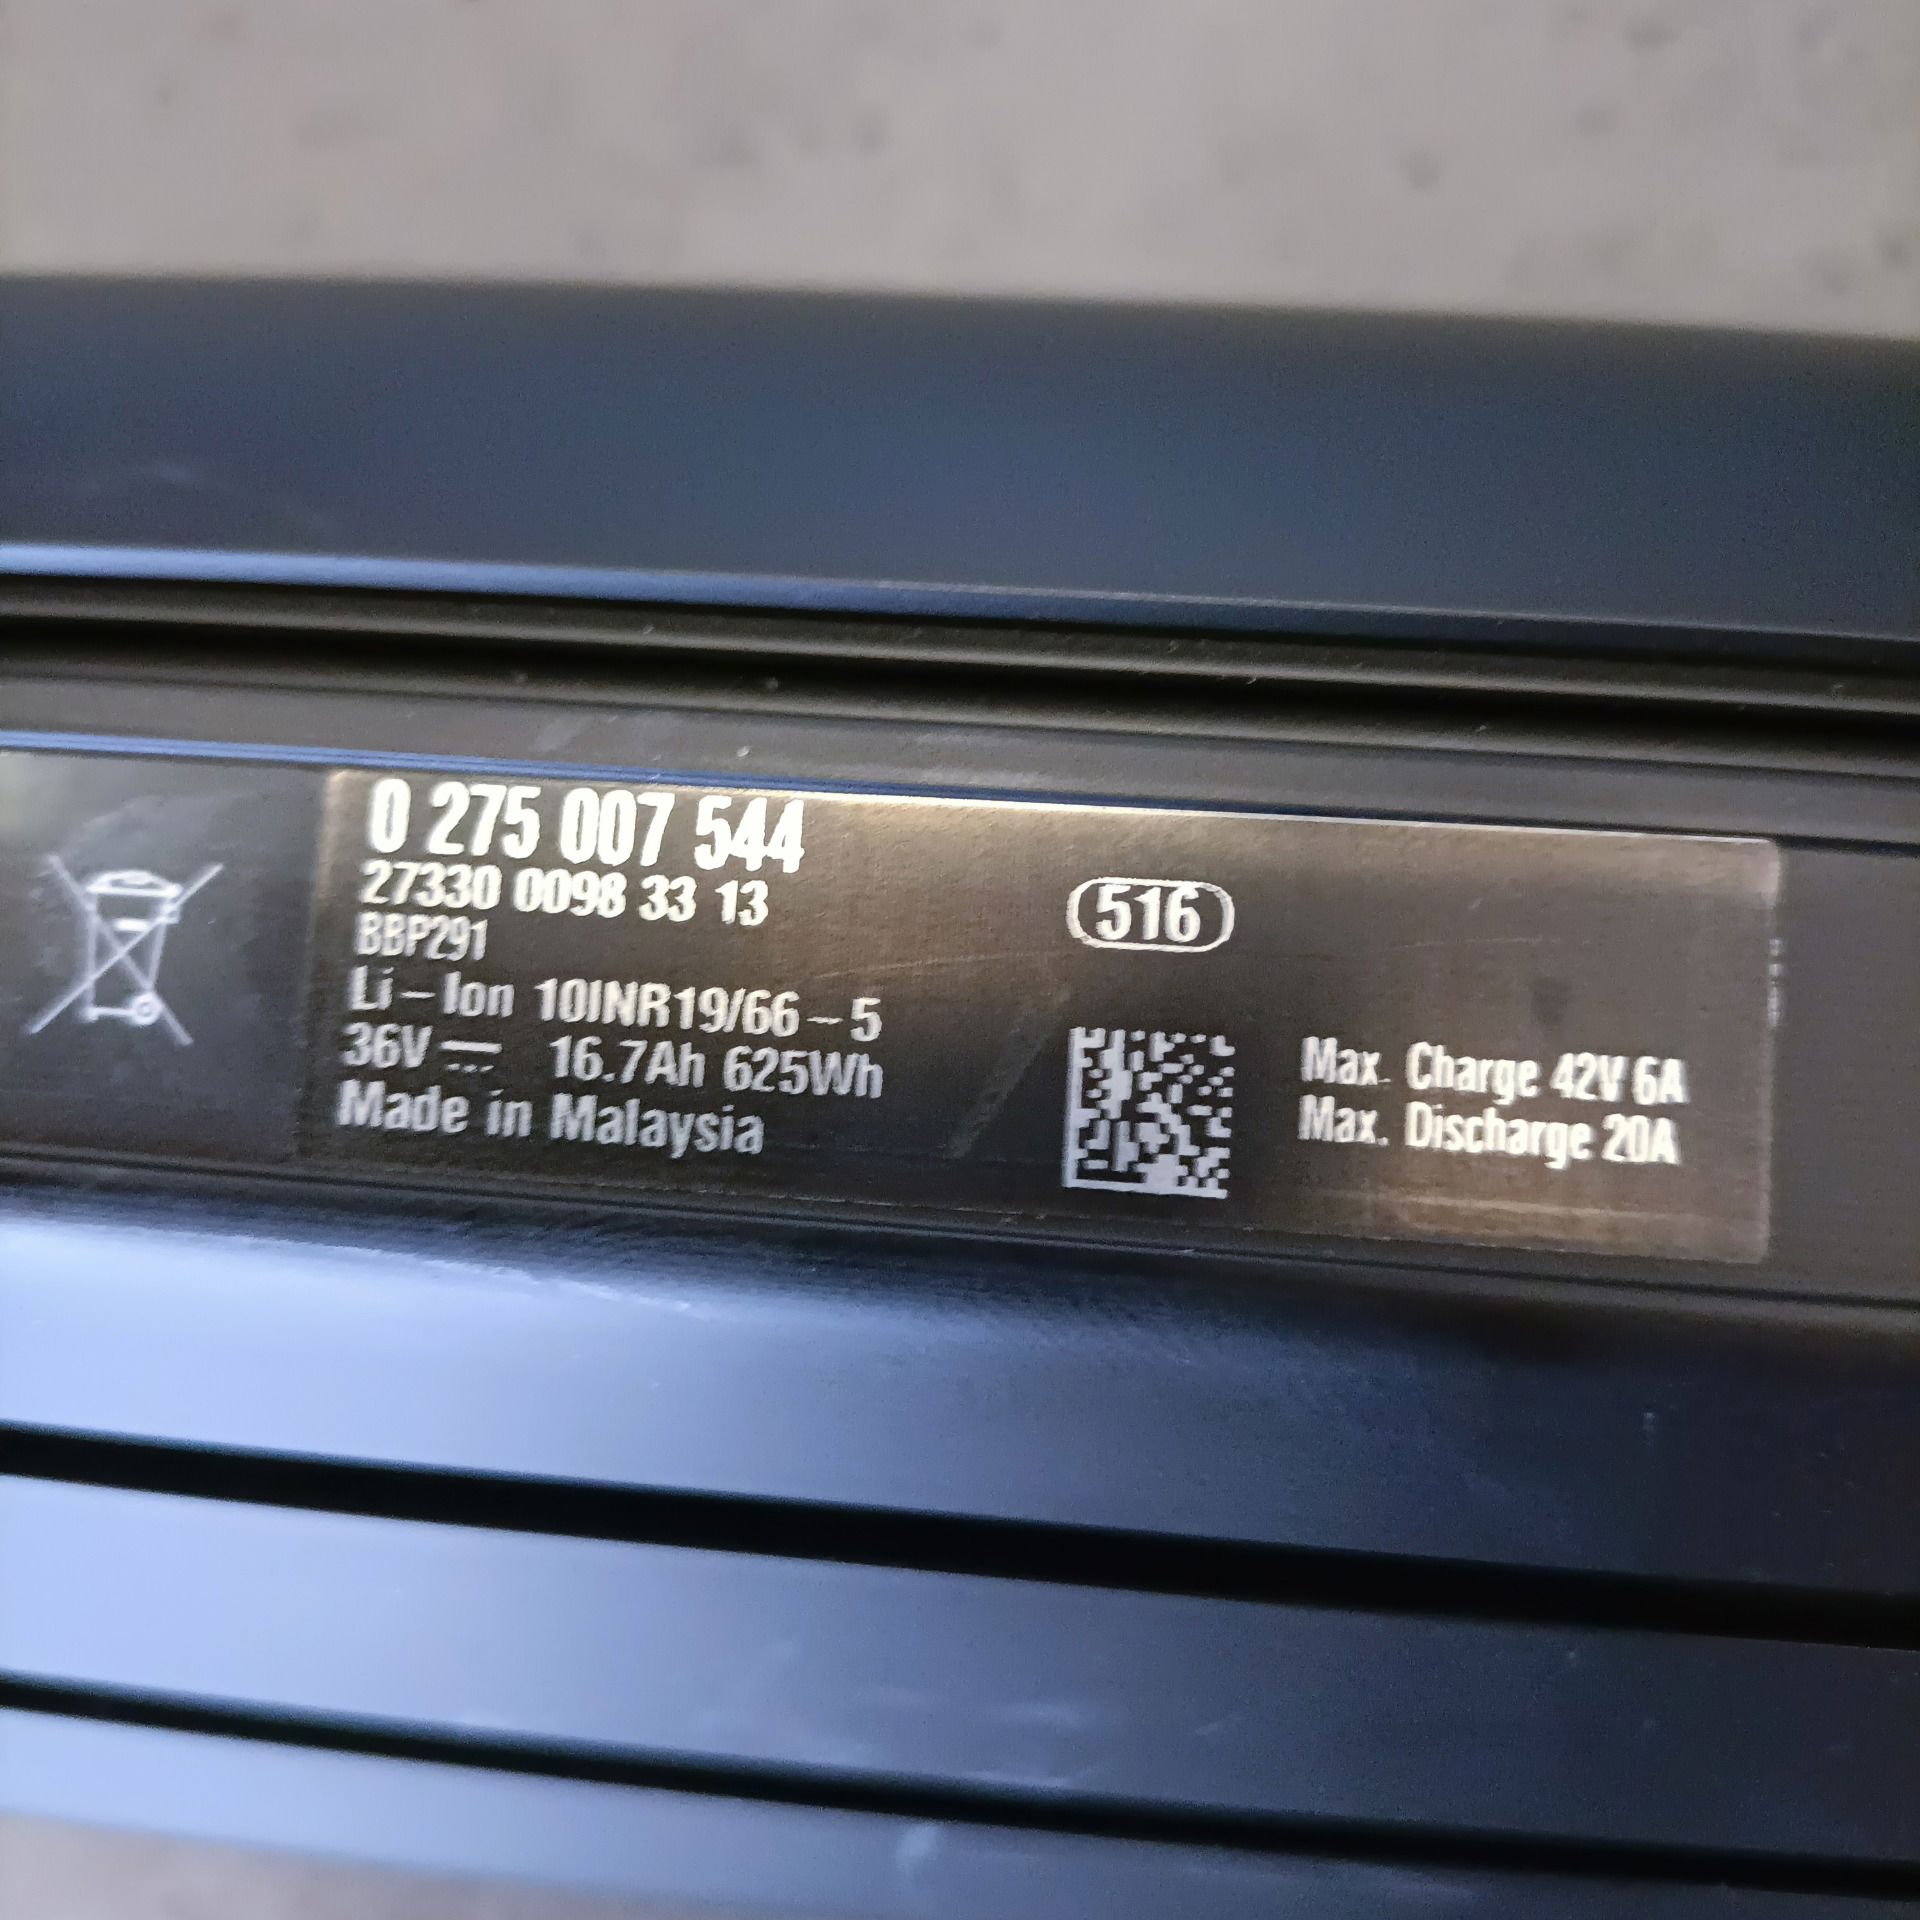 0 275 007 544
27330 0098 33 13
BBP291
Li-Ion 10INR19/66-5
36V 16.7Ah 625Wh
Made in Malaysia
516
Max. Charge 42V 6A
Max. Discharge 20A